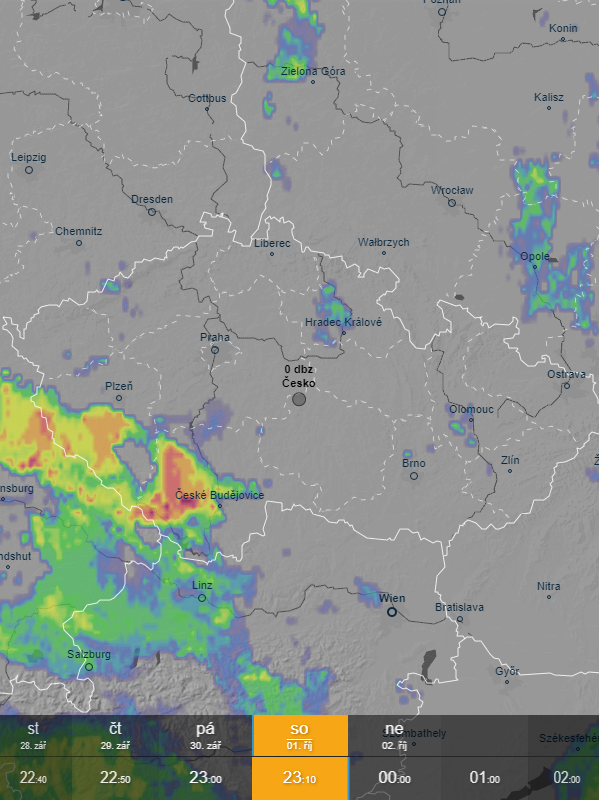 Poznań
Konin
Zielona Góra
Cottbus
Kalisz
Leipzig
Wrocław
Dresden
Chemnitz
Liberec
Wałbrzych
Opole
Hradec Králové
Praha
0 dbz
Česko
Ostrava
Plzeň
Olomouc
Brno
Zlín
Ž
nsburg
České Budějovice
ndshut
Linz
Nitra
Wien
Bratislava
Salzburg
Győr
st
čt
pá
so
ne
Szombathely
28. zář
29. zář
30. zář
01. říj
02. říj
Székesfehér
22:40
22:50
23:00
23:10
00:00
01:00
02:00